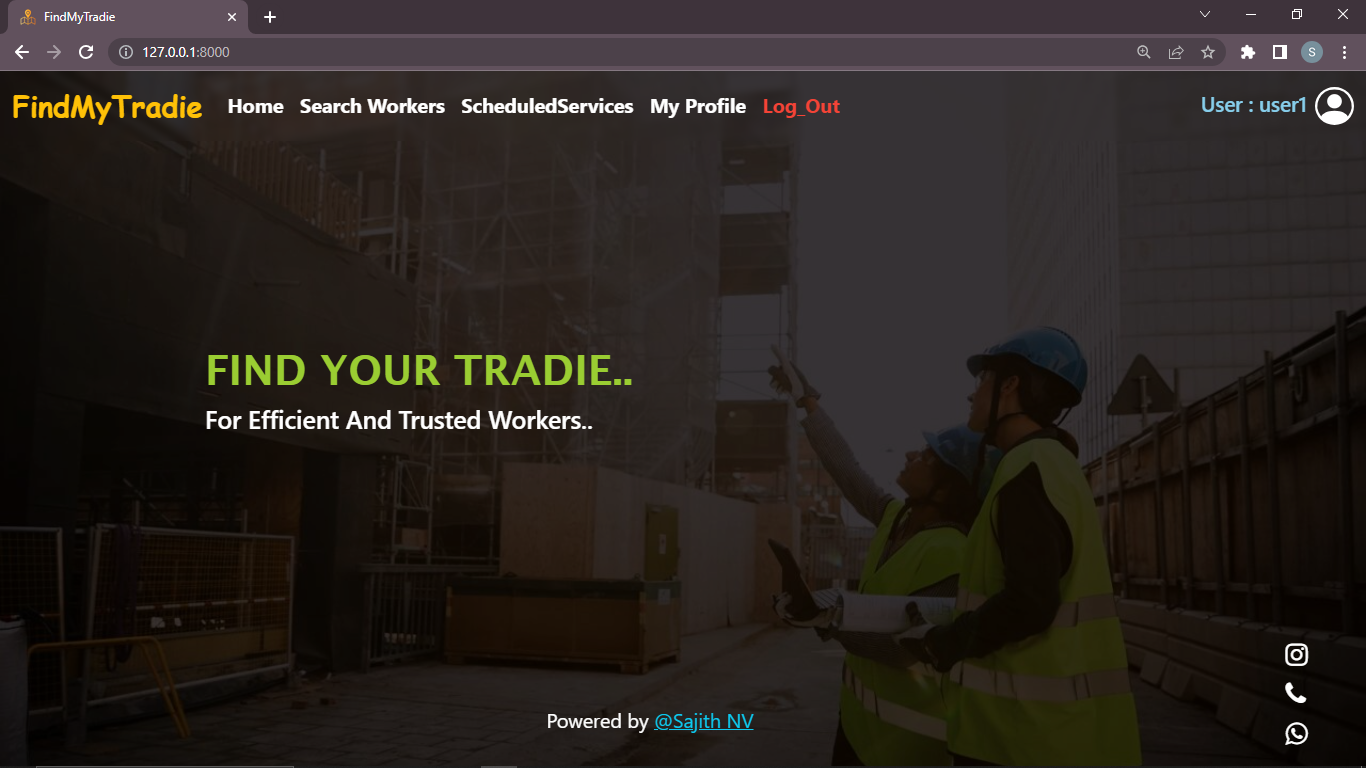 FindMyTradie
127.0.0.1:8000
S
FindMyTradie Home Search Workers ScheduledServices My Profile Log_Out User : user1
FIND YOUR TRADIE..
For Efficient And Trusted Workers..
Powered by @Sajith NV